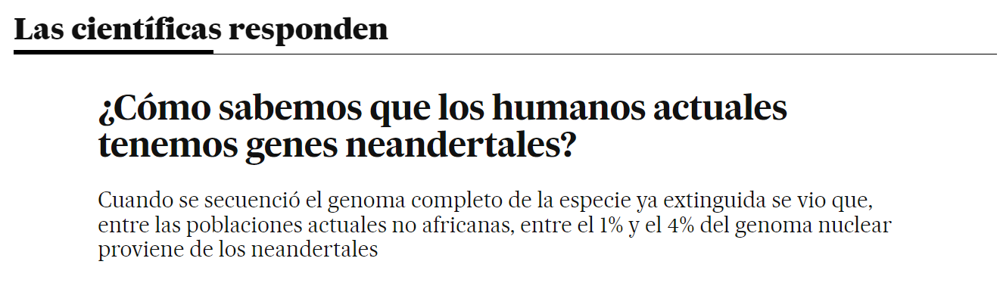 Las científicas responden
¿Cómo sabemos que los humanos actuales
tenemos genes neandertales?
Cuando se secuenció el genoma completo de la especie ya extinguida se vio que,
entre las poblaciones actuales no africanas, entre el 1% y el 4% del genoma nuclear
proviene de los neandertales